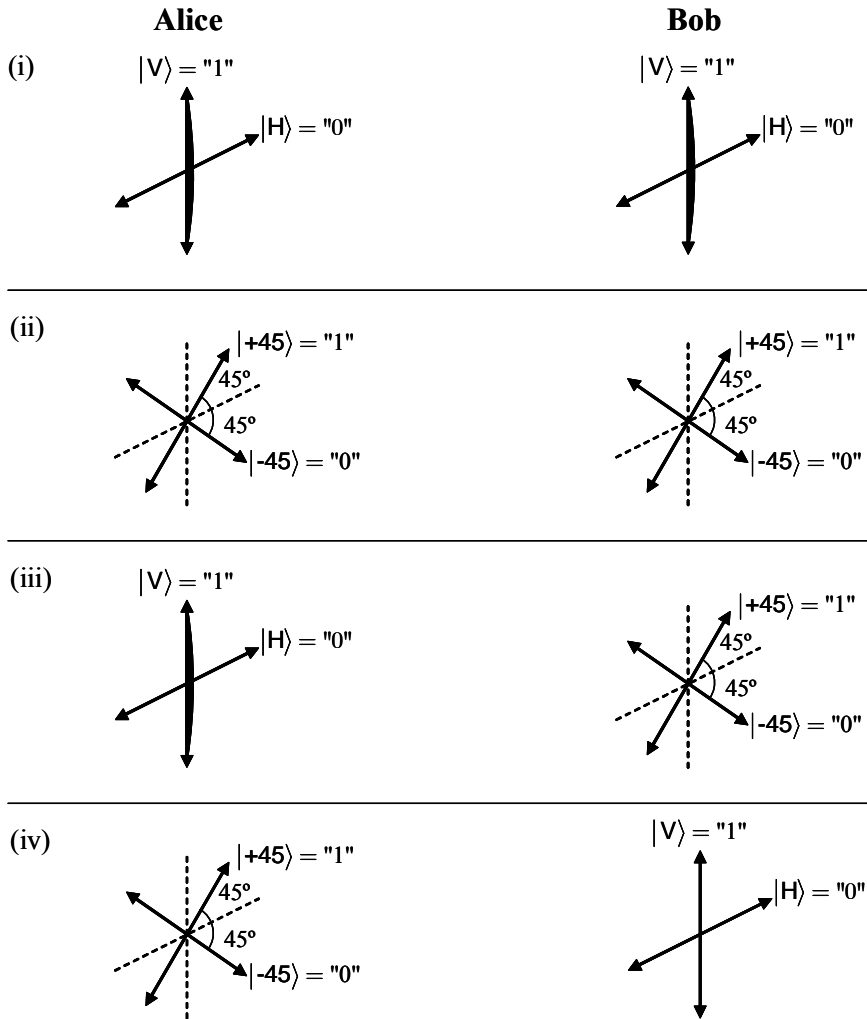 Alice Bob
(i) |V⟩ = "1" |V⟩ = "1"
|H⟩ = "0" |H⟩ = "0"
(ii) |+45⟩ = "1" |+45⟩ = "1"
45º 45º
45º 45º
|-45⟩ = "0" |-45⟩ = "0"
(iii) |V⟩ = "1" |+45⟩ = "1"
|H⟩ = "0" 45º
45º
|-45⟩ = "0"
(iv) |+45⟩ = "1" |V⟩ = "1"
45º |H⟩ = "0"
45º
|-45⟩ = "0"